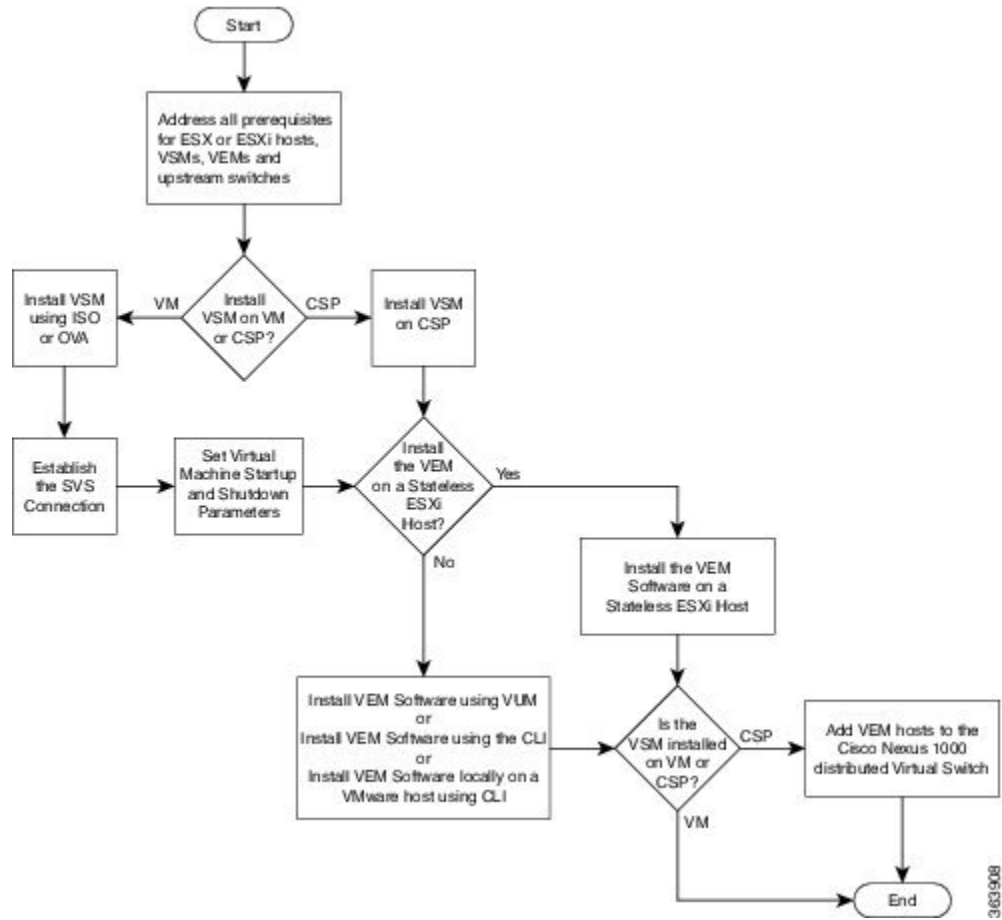 Start
Address all prerequisites
for ESX or ESXi hosts,
VSMs, VEMs and
upstream switches
Install VSM
using ISO
or OVA
VM
Install
VSM on VM
or CSP?
CSP
Install VSM
on CSP
Establish
the SVS
Connection
Set Virtual
Machine Startup
and Shutdown
Parameters
Install
the VEM
on a Stateless
ESXi
Host?
Yes
No
Install the VEM
Software on a
Stateless ESXi Host
Install VEM Software using VUM
or
Install VEM Software using the CLI
or
Install VEM Software locally on a
VMware host using CLI
Is the
VSM installed
on VM or
CSP?
CSP
Add VEM hosts to the
Cisco Nexus 1000
distributed Virtual Switch
VM
End
363908